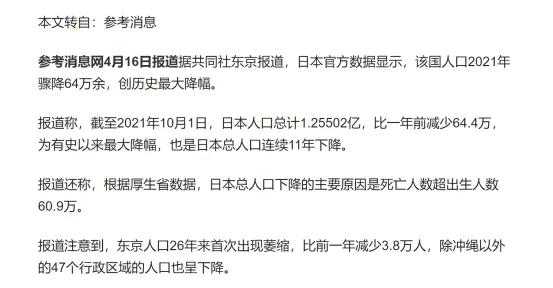 本文转自：参考消息
参考消息网4月16日报道据共同社东京报道，日本官方数据显示，该国人口2021年
骤降64万余，创历史最大降幅。
报道称，截至2021年10月1日，日本人口总计1.25502亿，比一年前减少64.4万，
为有史以来最大降幅，也是日本总人口连续11年下降。
报道还称，根据厚生省数据，日本总人口下降的主要原因是死亡人数超出生人数
60.9万。
报道注意到，东京人口26年来首次出现萎缩，比前一年减少3.8万人，除冲绳以外
的47个行政区域的人口也呈下降。